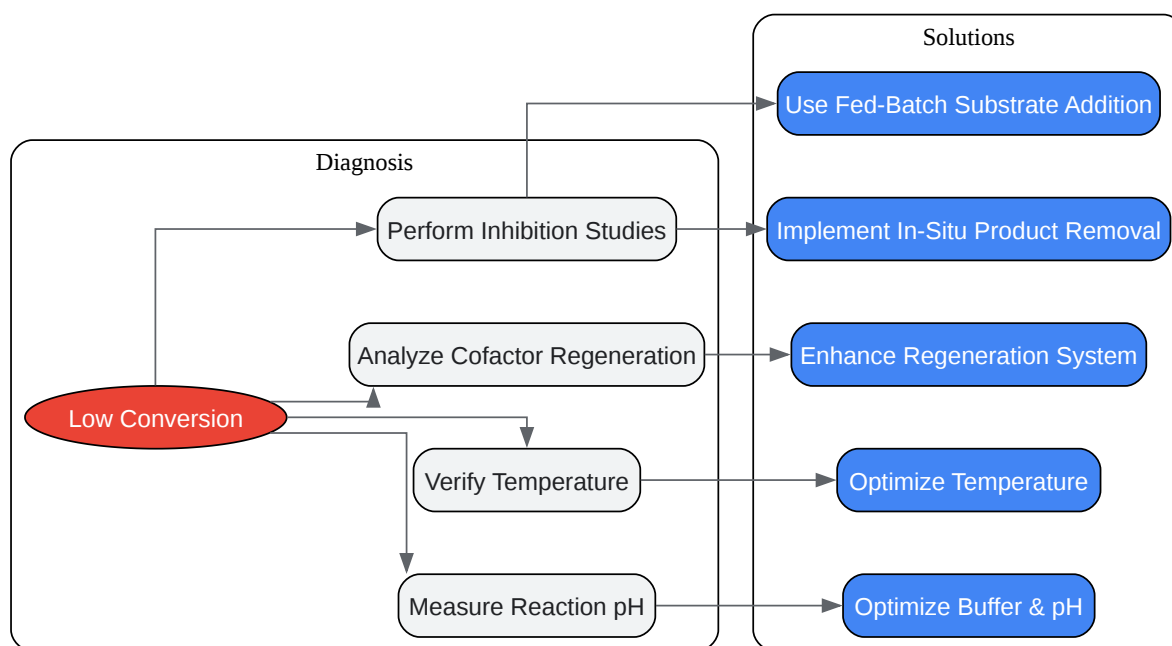 Solutions
Use Fed-Batch Substrate Addition
Diagnosis
Perform Inhibition Studies
Implement In-Situ Product Removal
Analyze Cofactor Regeneration
Enhance Regeneration System
Low Conversion
Verify Temperature
Optimize Temperature
Measure Reaction pH
Optimize Buffer & pH